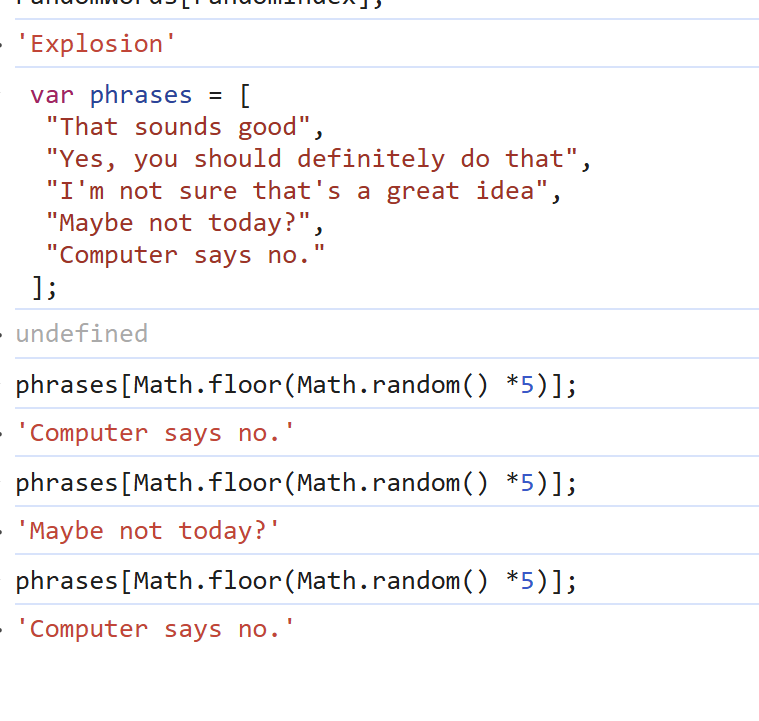 randomWords[randomIndex];
'Explosion'
var phrases = [
"That sounds good",
"Yes, you should definitely do that",
"I'm not sure that's a great idea",
"Maybe not today?",
"Computer says no."
];
undefined
phrases[Math.floor(Math.random() *5)];
'Computer says no.'
phrases[Math.floor(Math.random() *5)];
'Maybe not today?'
phrases[Math.floor(Math.random() *5)];
'Computer says no.'